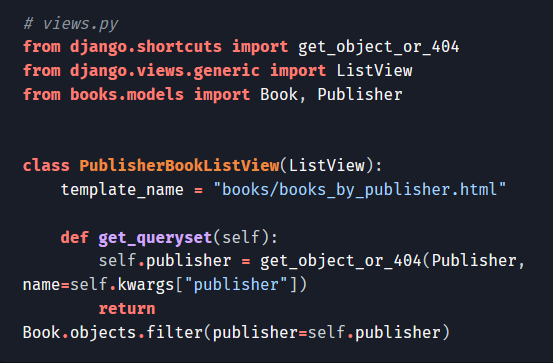 # views.py
from django.shortcuts import get_object_or_404
from django.views.generic import ListView
from books.models import Book, Publisher
class PublisherBookListView(ListView):
    template_name = "books/books_by_publisher.html"
    def get_queryset(self):
        self.publisher = get_object_or_404(Publisher,
name=self.kwargs["publisher"])
        return
Book.objects.filter(publisher=self.publisher)